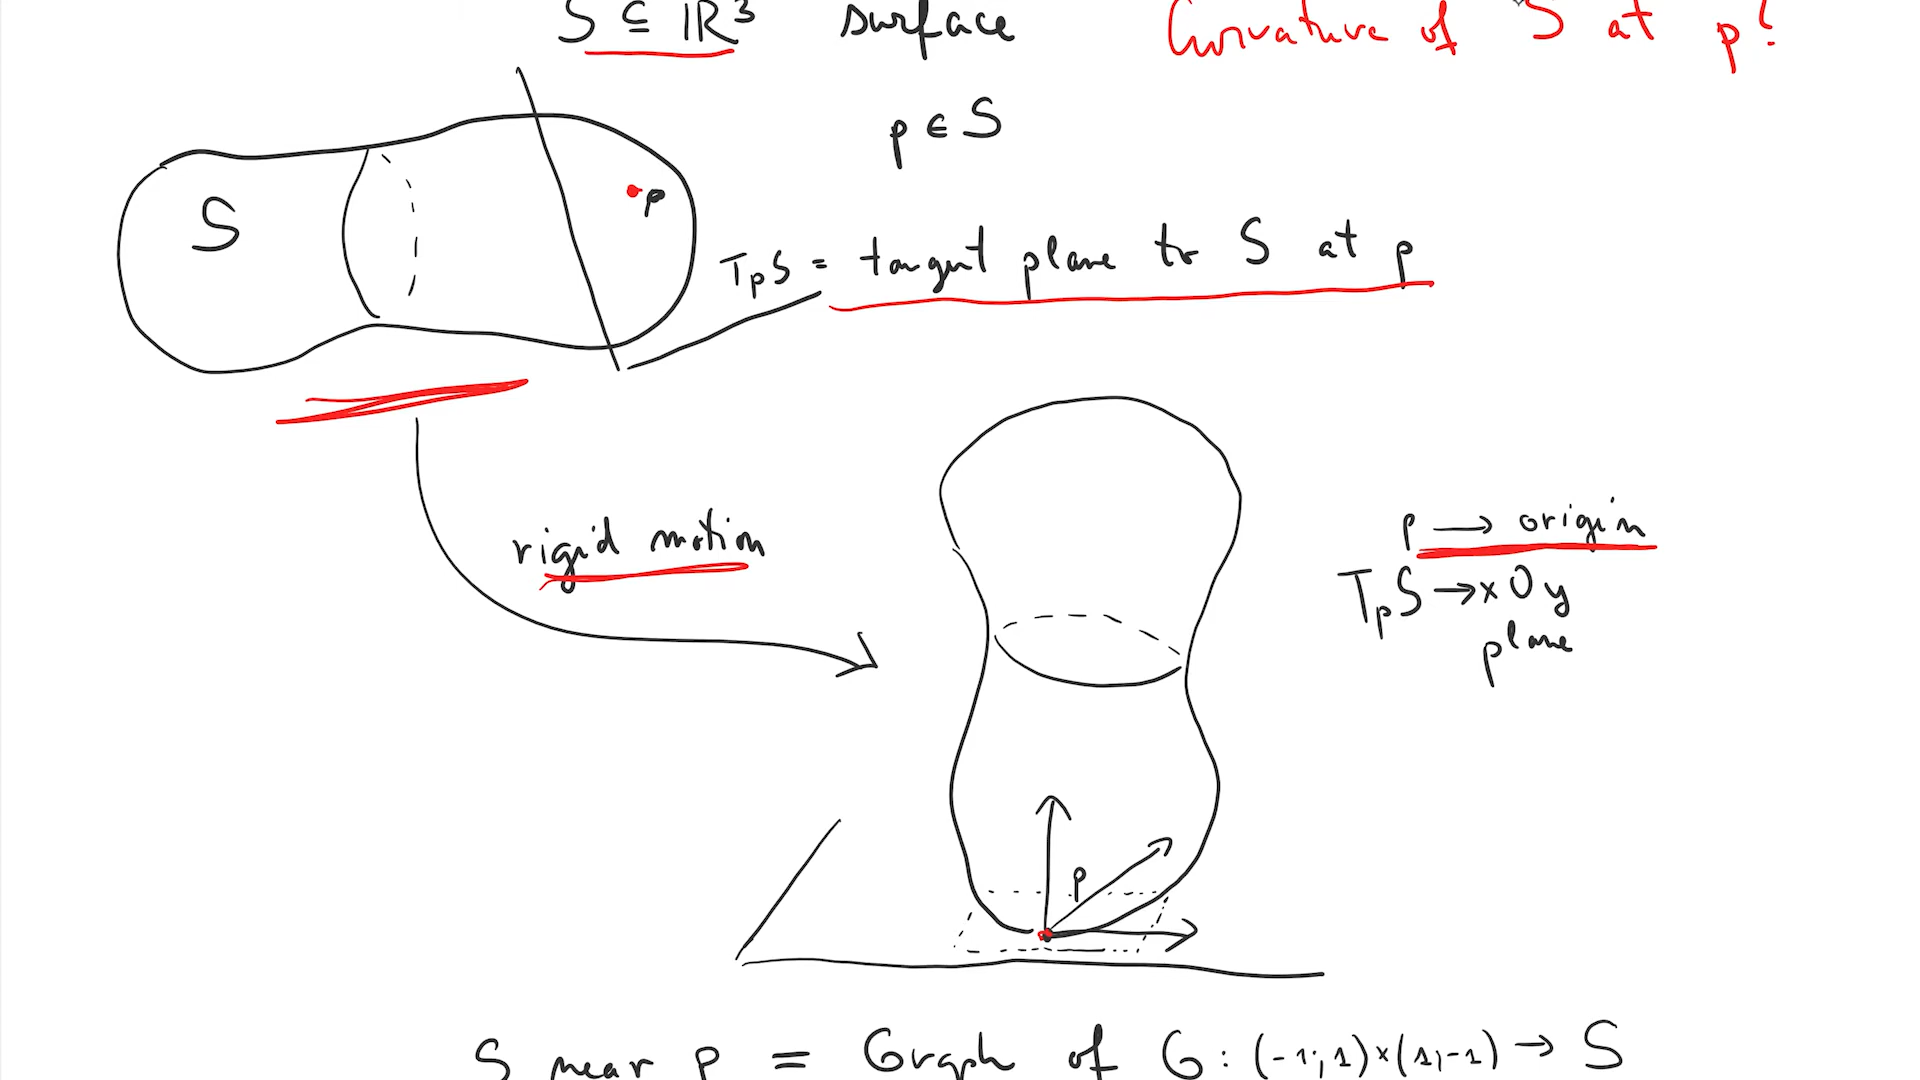 S ⊆ ℝ³ surface Curvature of S at p?
p ∈ S
S
p
TpS = tangent plane to S at p
rigid motion
p → origin
TpS → xOy
plane
p
S near p = Graph of G : (-1,1)×(1,-1) → S